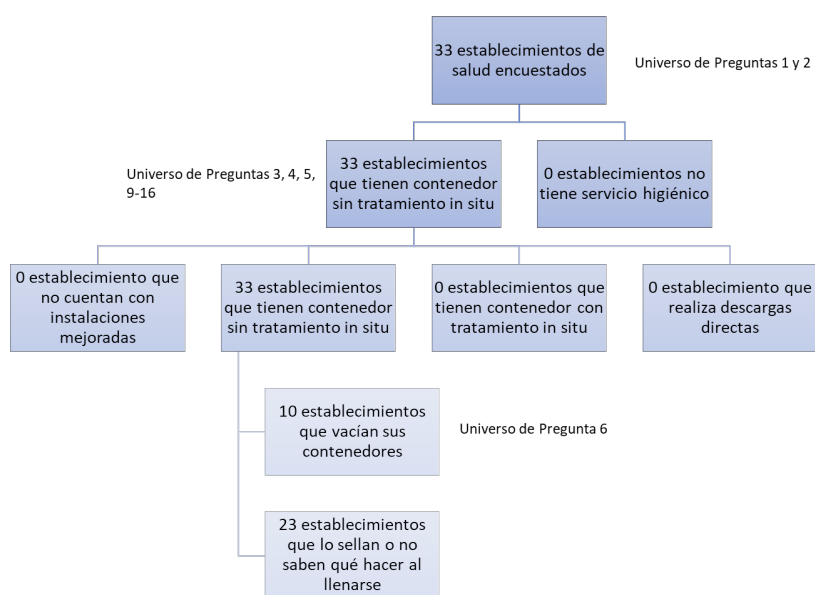 33 establecimientos de
salud encuestados
Universo de Preguntas 1 y 2
Universo de Preguntas 3, 4, 5,
9-16
33 establecimientos
que tienen contenedor
sin tratamiento in situ
0 establecimientos no
tiene servicio higiénico
0 establecimiento que
no cuentan con
instalaciones
mejoradas
33 establecimientos
que tienen contenedor
sin tratamiento in situ
0 establecimientos que
tienen contenedor con
tratamiento in situ
0 establecimiento que
realiza descargas
directas
10 establecimientos
que vacían sus
contenedores
Universo de Pregunta 6
23 establecimientos
que lo sellan o no
saben qué hacer al
llenarse